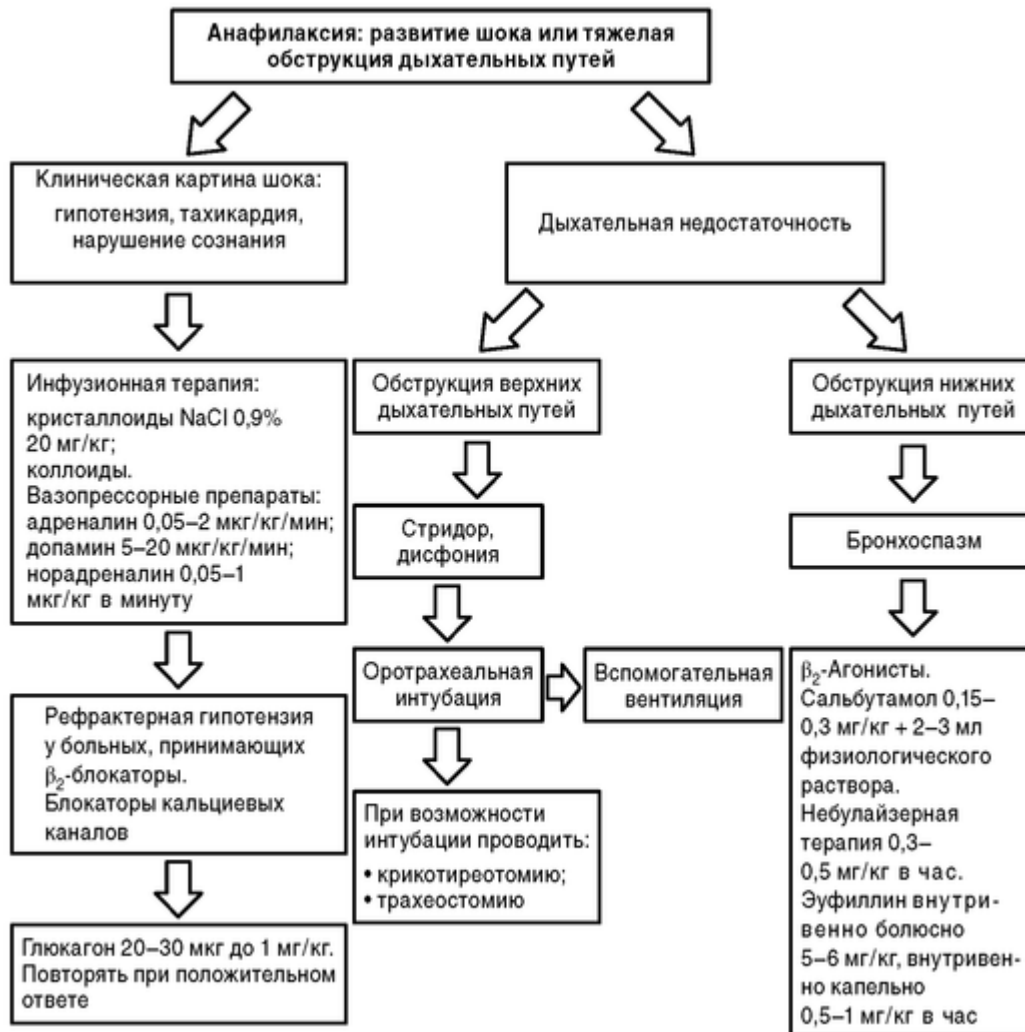 Анафилаксия: развитие шока или тяжелая
обструкция дыхательных путей
Клиническая картина шока:
гипотензия, тахикардия,
нарушение сознания
Дыхательная недостаточность
Инфузионная терапия:
кристаллоиды NaCl 0,9%
20 мг/кг;
коллоиды.
Вазопрессорные препараты:
адреналин 0,05–2 мкг/кг/мин;
допамин 5–20 мкг/кг/мин;
норадреналин 0,05–1
мкг/кг в минуту
Обструкция верхних
дыхательных путей
Обструкция нижних
дыхательных путей
Стридор,
дисфония
Бронхоспазм
Оротрахеальная
интубация
Вспомогательная
вентиляция
β₂-Агонисты.
Сальбутамол 0,15–
0,3 мг/кг + 2–3 мл
физиологического
раствора.
Небулайзерная
терапия 0,3–
0,5 мг/кг в час.
Эуфиллин внутри-
венно болюсно
5–6 мг/кг, внутривен-
но капельно
0,5–1 мг/кг в час
Рефрактерная гипотензия
у больных, принимающих
β₂-блокаторы.
Блокаторы кальциевых
каналов
При возможности
интубации проводить:
• крикотиреотомию;
• трахеостомию
Глюкагон 20–30 мкг до 1 мг/кг.
Повторять при положительном
ответе